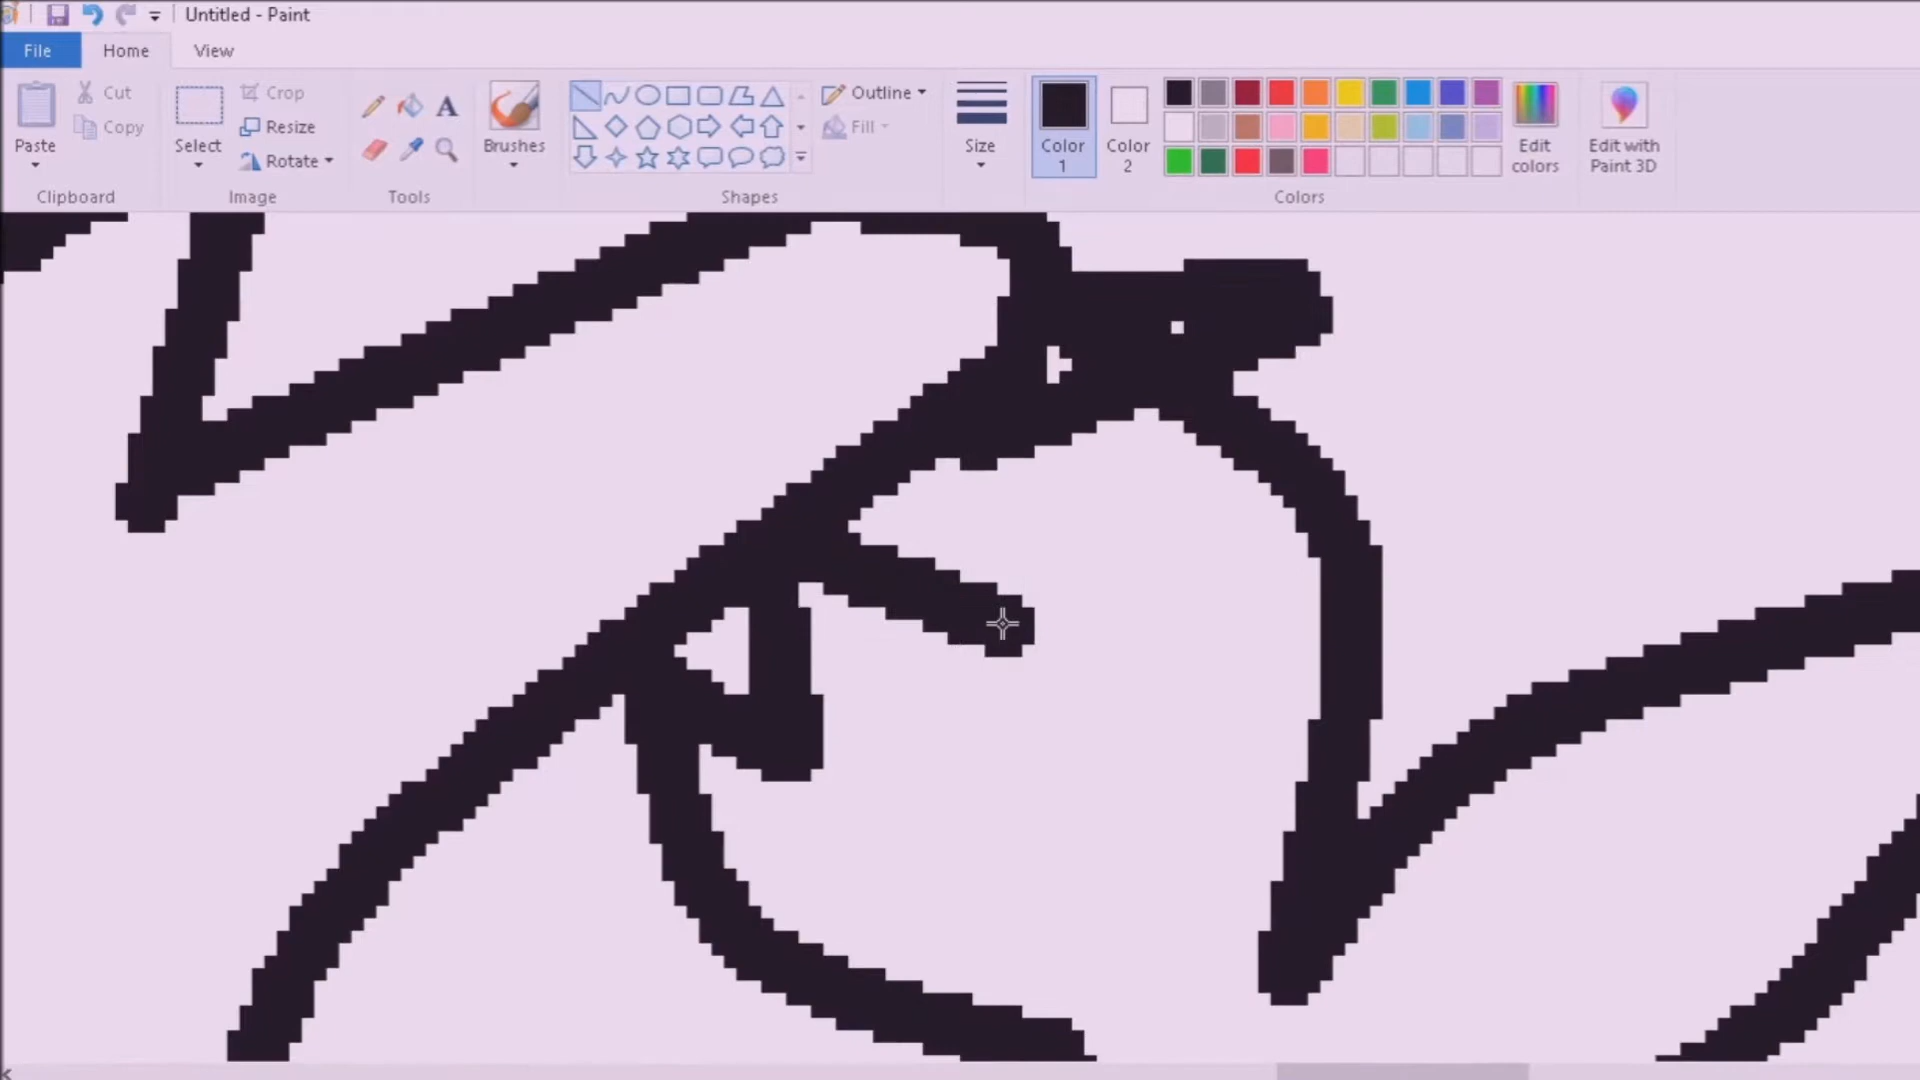 Untitled - Paint
File Home View
Paste Cut Copy Clipboard
Select Crop Resize Rotate Image
A Tools
Brushes
Outline Fill Shapes
Size
Color 1 Color 2 Edit colors Colors
Edit with Paint 3D